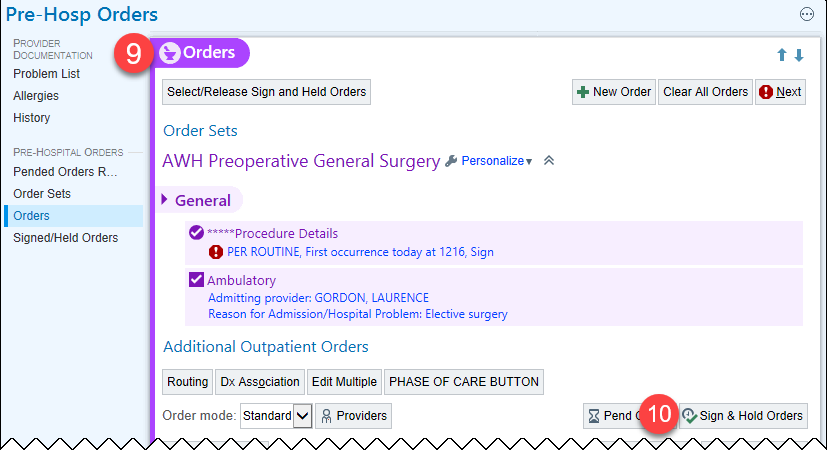 Pre-Hosp Orders
PROVIDER
DOCUMENTATION
Problem List
Allergies
History
PRE-HOSPITAL ORDERS
Pended Orders R...
Order Sets
Orders
Signed/Held Orders
9
Orders
Select/Release Sign and Held Orders
New Order
Clear All Orders
Next
Order Sets
AWH Preoperative General Surgery Personalize
General
*****Procedure Details
PER ROUTINE, First occurrence today at 1216, Sign
Ambulatory
Admitting provider: GORDON, LAURENCE
Reason for Admission/Hospital Problem: Elective surgery
Additional Outpatient Orders
Routing
Dx Association
Edit Multiple
PHASE OF CARE BUTTON
Order mode: Standard
Providers
Pend
10
Sign & Hold Orders